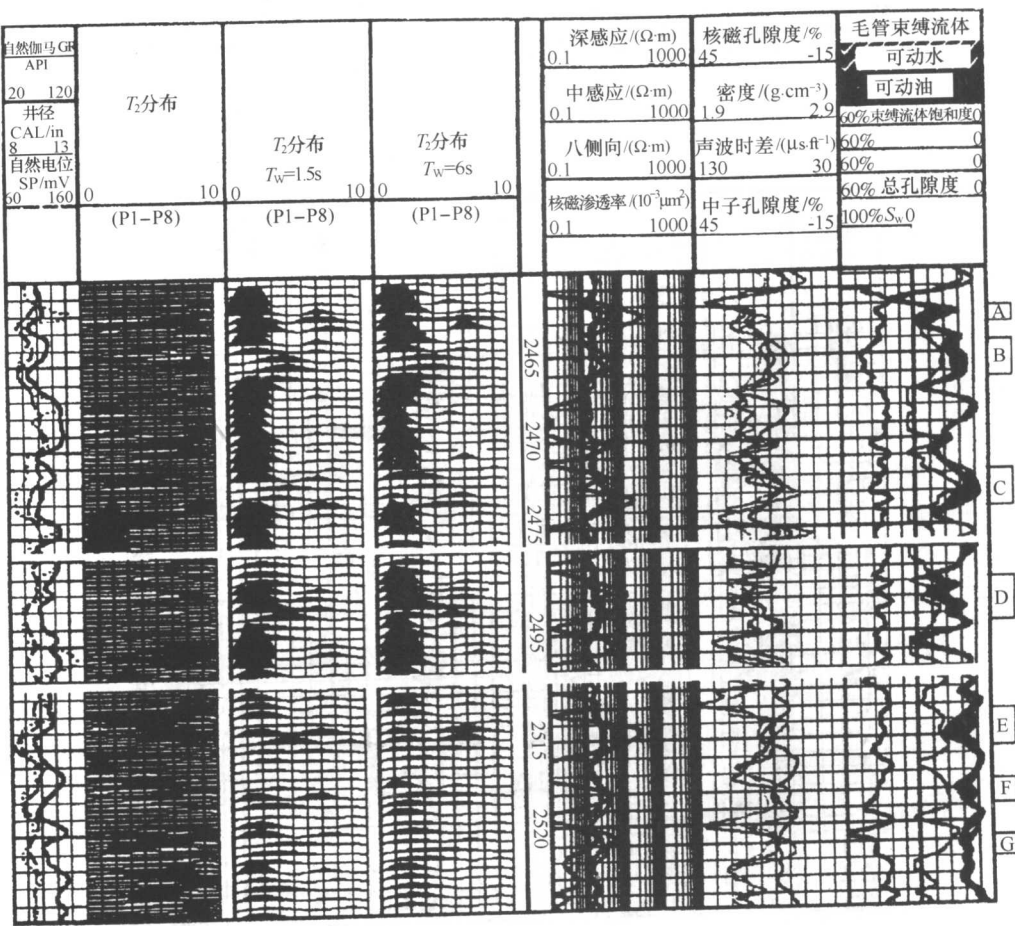 自然伽马 GR
API
20 120
井径
CAL/in
8 13
自然电位
SP/mV
60 160
T₂分布
0 10
(P1-P8)
T₂分布
T_W=1.5s
0 10
(P1-P8)
T₂分布
T_W=6s
0 10
(P1-P8)
深感应/(Ω·m)
0.1 1000
中感应/(Ω·m)
0.1 1000
八侧向/(Ω·m)
0.1 1000
核磁渗透率/(10⁻³μm²)
0.1 1000
核磁孔隙度/%
45 -15
密度/(g·cm⁻³)
1.9 2.9
声波时差/(μs·ft⁻¹)
130 30
中子孔隙度/%
45 -15
毛管束缚流体
可动水
可动油
60%束缚流体饱和度0
60% 0
60% 0
60% 总孔隙度 0
100%S_w0
2465
2470
2475
2495
2515
2520
A
B
C
D
E
F
G